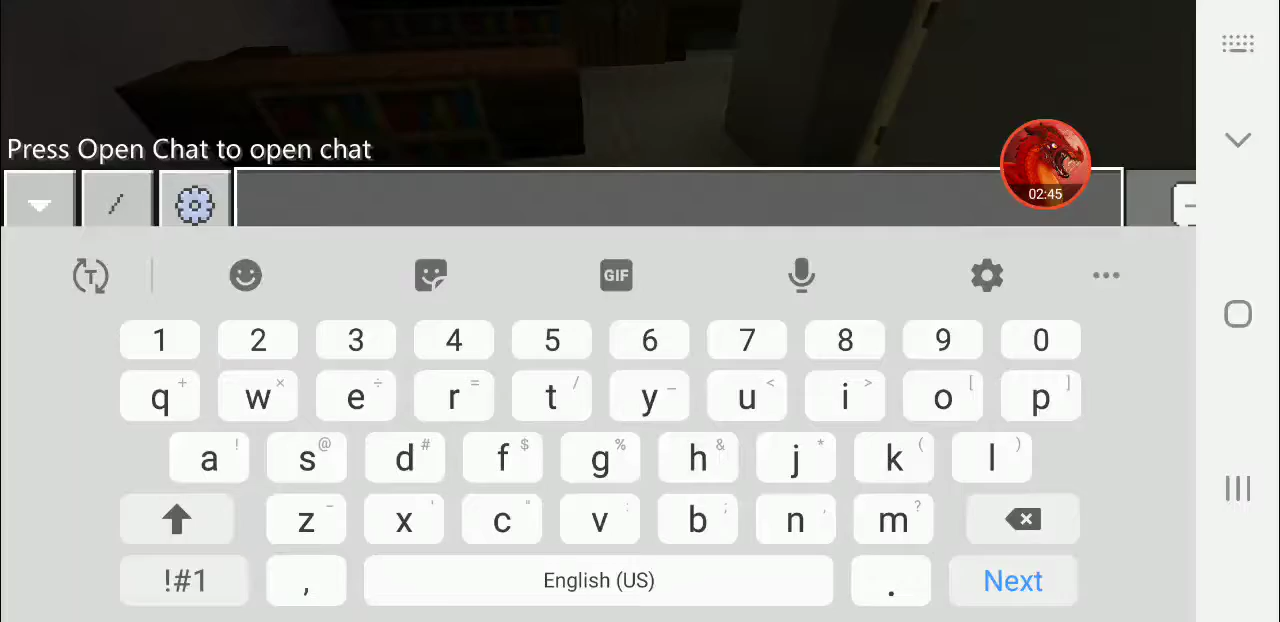 Press Open Chat to open chat
/
02:45
T GIF
1 2 3 4 5 6 7 8 9 0
q + w × e ÷ r = t / y _ u < i > o [ p ]
a ! s @ d # f $ g % h & j * k ( l )
z - x ' c " v : b ; n , m ?
!#1 , English (US) . Next